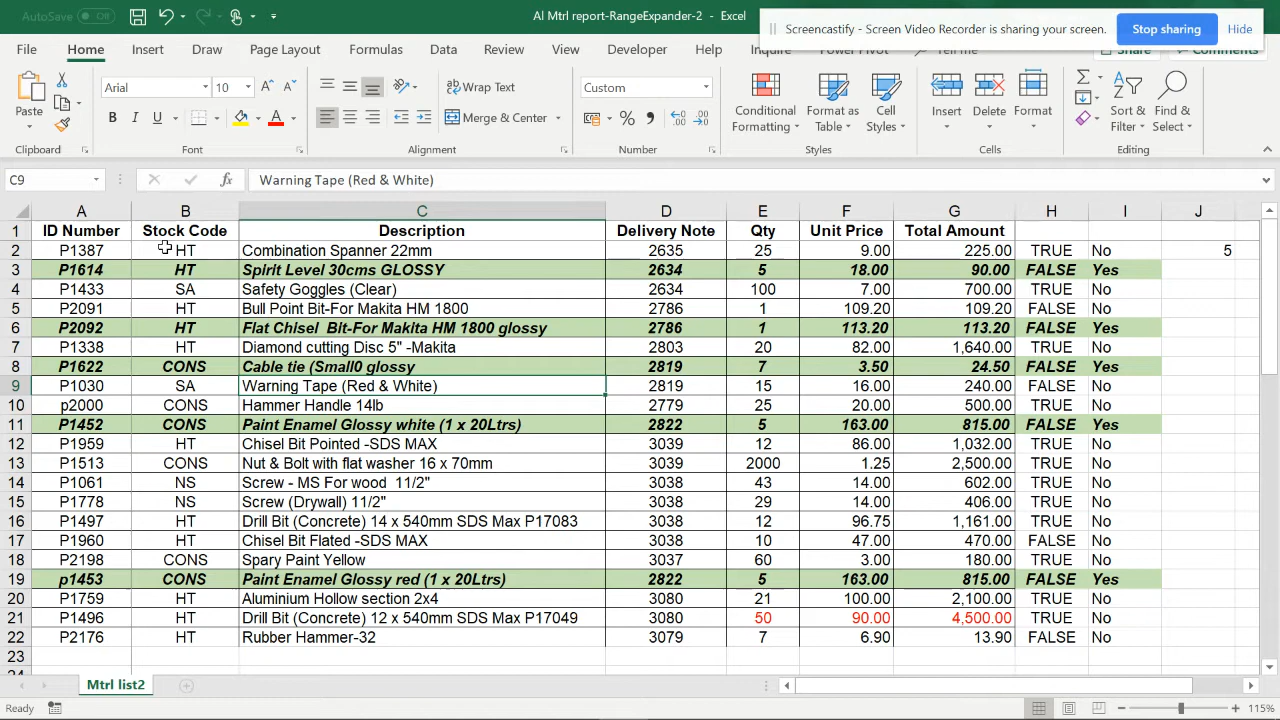 AutoSave Off AI Mtrl report-RangeExpander-2 - Excel
Screencastify - Screen Video Recorder is sharing your screen. Stop sharing Hide
File Home Insert Draw Page Layout Formulas Data Review View Developer Help Inquire Power Pivot Tell me Share Comments
Paste Arial 10 Wrap Text Custom Conditional Formatting Format as Table Cell Styles Insert Delete Format Sort & Filter Find & Select
B I U A Merge & Center %
Clipboard Font Alignment Number Styles Cells Editing
C9 fx Warning Tape (Red & White)
A B C D E F G H I J
1 ID Number Stock Code Description Delivery Note Qty Unit Price Total Amount
2 P1387 HT Combination Spanner 22mm 2635 25 9.00 225.00 TRUE No 5
3 P1614 HT Spirit Level 30cms GLOSSY 2634 5 18.00 90.00 FALSE Yes
4 P1433 SA Safety Goggles (Clear) 2634 100 7.00 700.00 TRUE No
5 P2091 HT Bull Point Bit-For Makita HM 1800 2786 1 109.20 109.20 FALSE No
6 P2092 HT Flat Chisel Bit-For Makita HM 1800 glossy 2786 1 113.20 113.20 FALSE Yes
7 P1338 HT Diamond cutting Disc 5" -Makita 2803 20 82.00 1,640.00 TRUE No
8 P1622 CONS Cable tie (Small0 glossy 2819 7 3.50 24.50 FALSE Yes
9 P1030 SA Warning Tape (Red & White) 2819 15 16.00 240.00 FALSE No
10 p2000 CONS Hammer Handle 14lb 2779 25 20.00 500.00 TRUE No
11 P1452 CONS Paint Enamel Glossy white (1 x 20Ltrs) 2822 5 163.00 815.00 FALSE Yes
12 P1959 HT Chisel Bit Pointed -SDS MAX 3039 12 86.00 1,032.00 TRUE No
13 P1513 CONS Nut & Bolt with flat washer 16 x 70mm 3039 2000 1.25 2,500.00 TRUE No
14 P1061 NS Screw - MS For wood 11/2" 3038 43 14.00 602.00 TRUE No
15 P1778 NS Screw (Drywall) 11/2" 3038 29 14.00 406.00 TRUE No
16 P1497 HT Drill Bit (Concrete) 14 x 540mm SDS Max P17083 3038 12 96.75 1,161.00 TRUE No
17 P1960 HT Chisel Bit Flated -SDS MAX 3038 10 47.00 470.00 FALSE No
18 P2198 CONS Spary Paint Yellow 3037 60 3.00 180.00 TRUE No
19 p1453 CONS Paint Enamel Glossy red (1 x 20Ltrs) 2822 5 163.00 815.00 FALSE Yes
20 P1759 HT Aluminium Hollow section 2x4 3080 21 100.00 2,100.00 TRUE No
21 P1496 HT Drill Bit (Concrete) 12 x 540mm SDS Max P17049 3080 50 90.00 4,500.00 TRUE No
22 P2176 HT Rubber Hammer-32 3079 7 6.90 13.90 FALSE No
23
24
Mtrl list2
Ready 115%